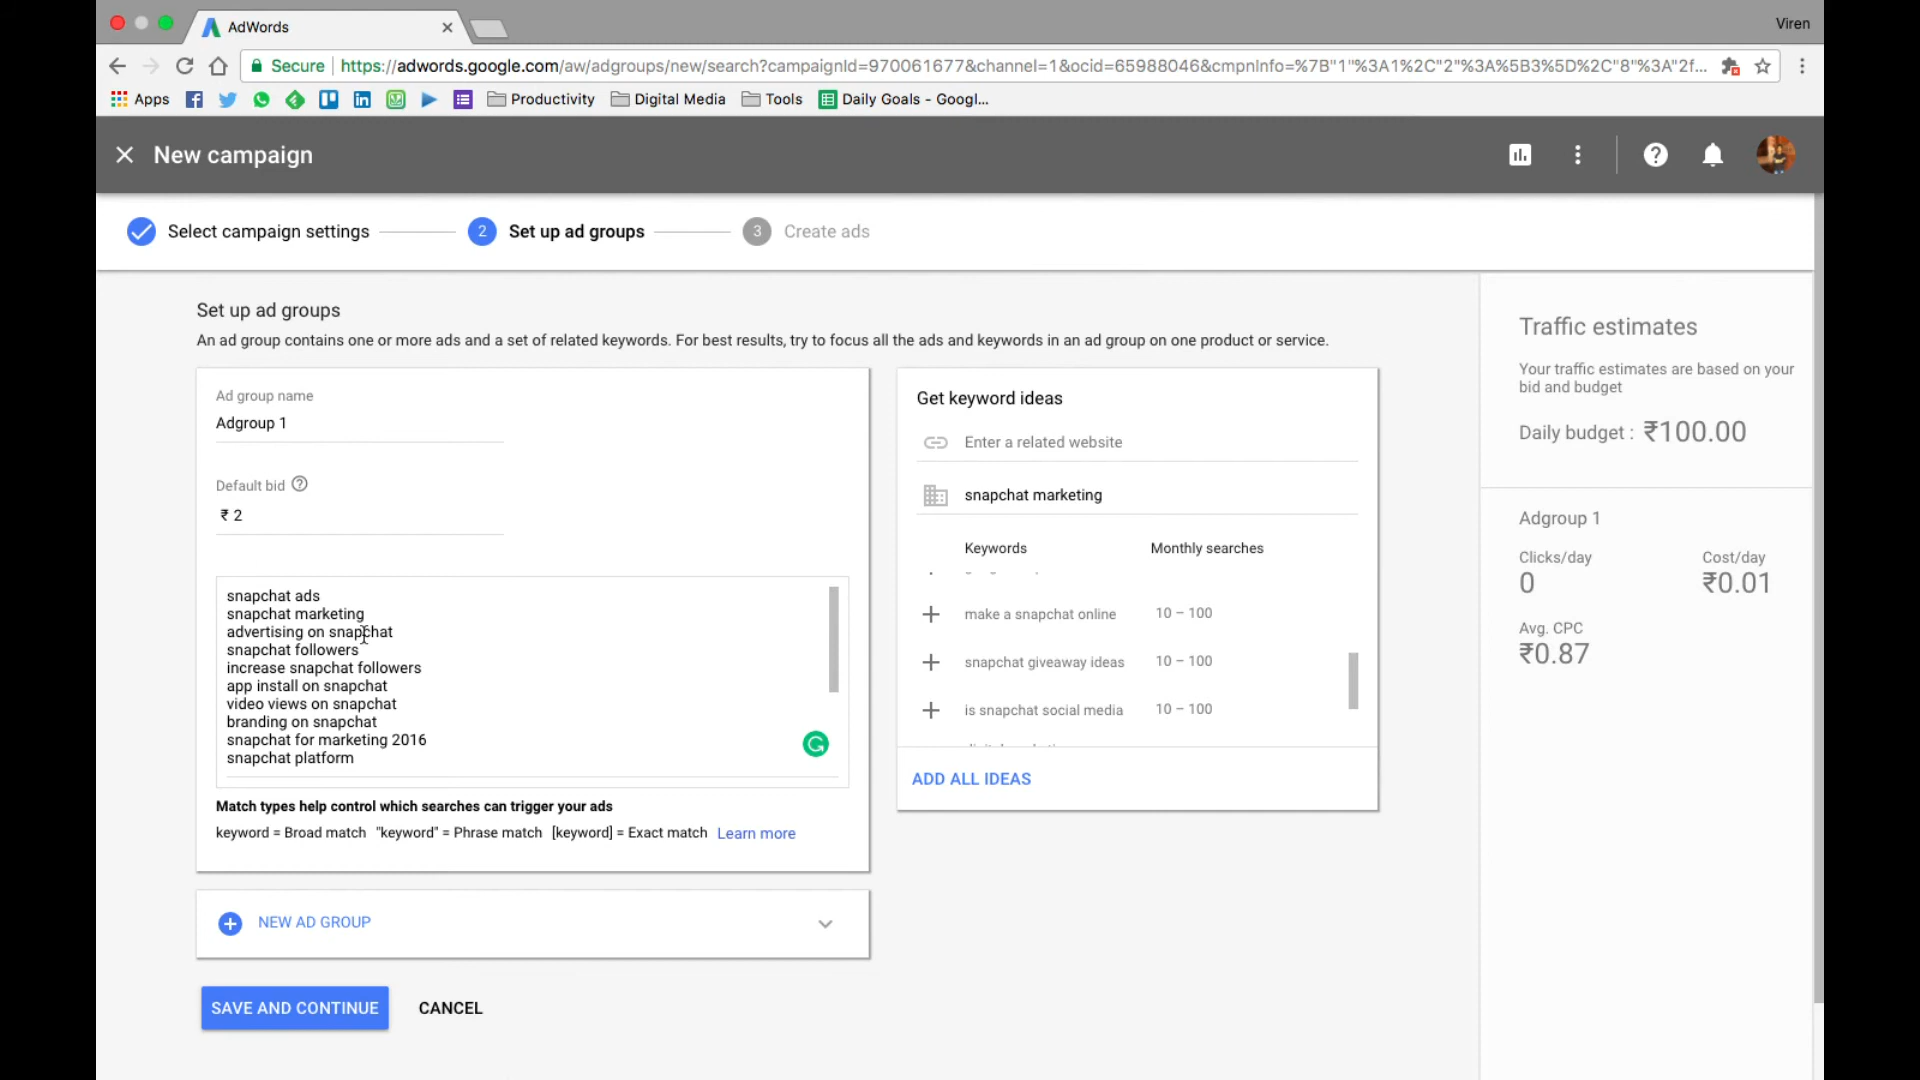 AdWords
Viren
Secure
https://adwords.google.com/aw/adgroups/new/search?campaignId=970061677&channel=1&ocid=65988046&cmpnInfo=%7B"1"%3A1%2C"2"%3A%5B3%5D%2C"8"%3A"2f...
Apps
Productivity
Digital Media
Tools
Daily Goals - Googl...
New campaign
Select campaign settings
2
Set up ad groups
3
Create ads
Set up ad groups
An ad group contains one or more ads and a set of related keywords. For best results, try to focus all the ads and keywords in an ad group on one product or service.
Ad group name
Adgroup 1
Default bid
₹ 2
snapchat ads
snapchat marketing
advertising on snapchat
snapchat followers
increase snapchat followers
app install on snapchat
video views on snapchat
branding on snapchat
snapchat for marketing 2016
snapchat platform
Match types help control which searches can trigger your ads
keyword = Broad match "keyword" = Phrase match [keyword] = Exact match Learn more
NEW AD GROUP
SAVE AND CONTINUE
CANCEL
Get keyword ideas
Enter a related website
snapchat marketing
Keywords Monthly searches
make a snapchat online 10 – 100
snapchat giveaway ideas 10 – 100
is snapchat social media 10 – 100
ADD ALL IDEAS
Traffic estimates
Your traffic estimates are based on your
bid and budget
Daily budget : ₹100.00
Adgroup 1
Clicks/day Cost/day
0 ₹0.01
Avg. CPC
₹0.87